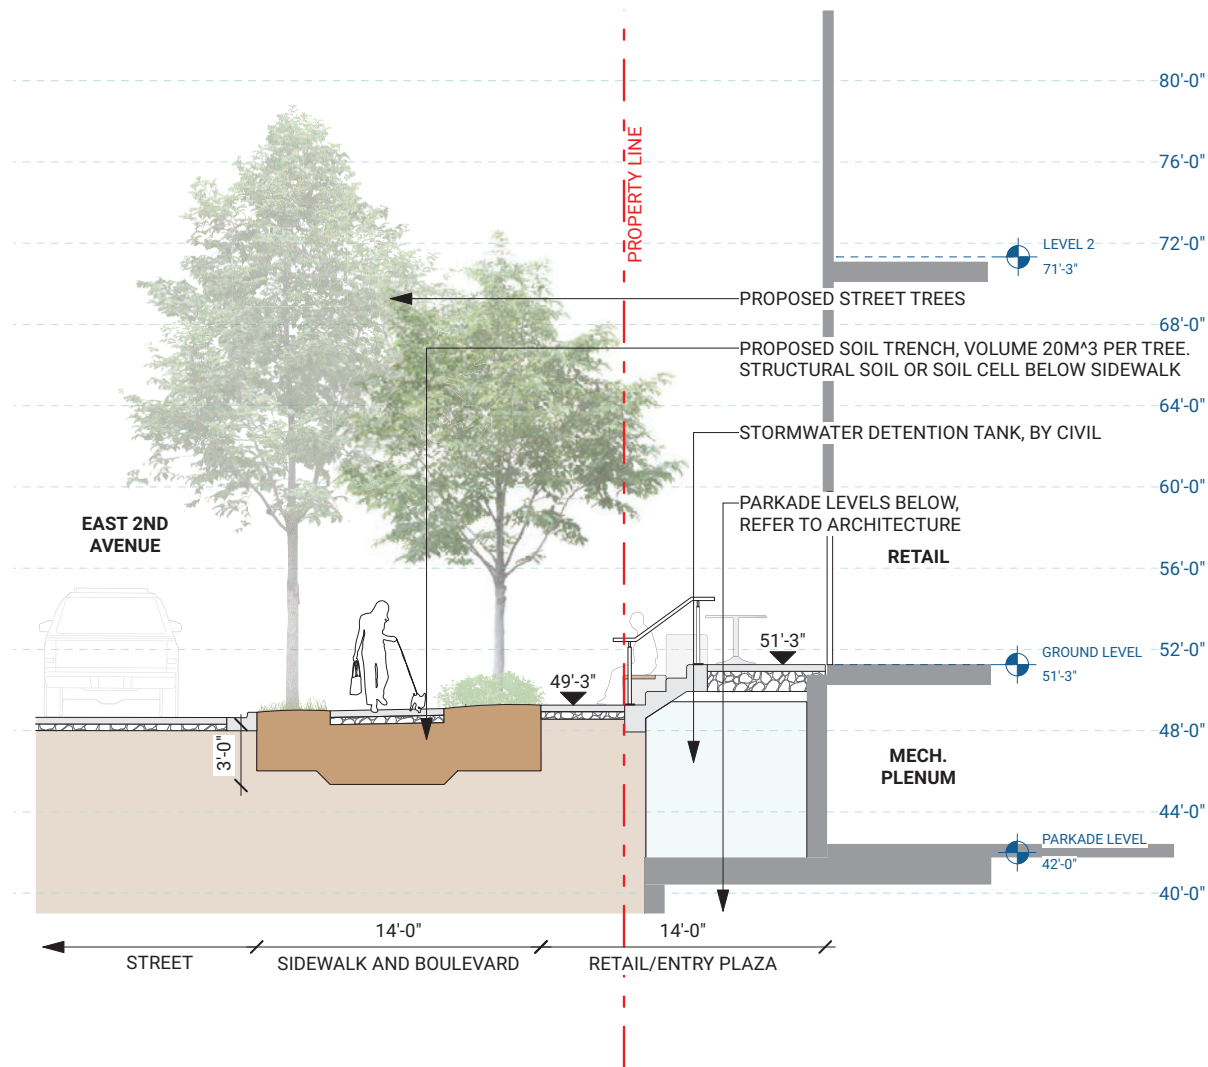 80'-0"
PROPERTY LINE
76'-0"
72'-0"
LEVEL 2
71'-3"
PROPOSED STREET TREES
68'-0"
PROPOSED SOIL TRENCH, VOLUME 20M^3 PER TREE.
STRUCTURAL SOIL OR SOIL CELL BELOW SIDEWALK
64'-0"
STORMWATER DETENTION TANK, BY CIVIL
60'-0"
PARKADE LEVELS BELOW,
REFER TO ARCHITECTURE
EAST 2ND
AVENUE
RETAIL
56'-0"
51'-3"
52'-0"
GROUND LEVEL
51'-3"
49'-3"
48'-0"
3'-0"
MECH.
PLENUM
44'-0"
PARKADE LEVEL
42'-0"
40'-0"
14'-0"
14'-0"
STREET
SIDEWALK AND BOULEVARD
RETAIL/ENTRY PLAZA